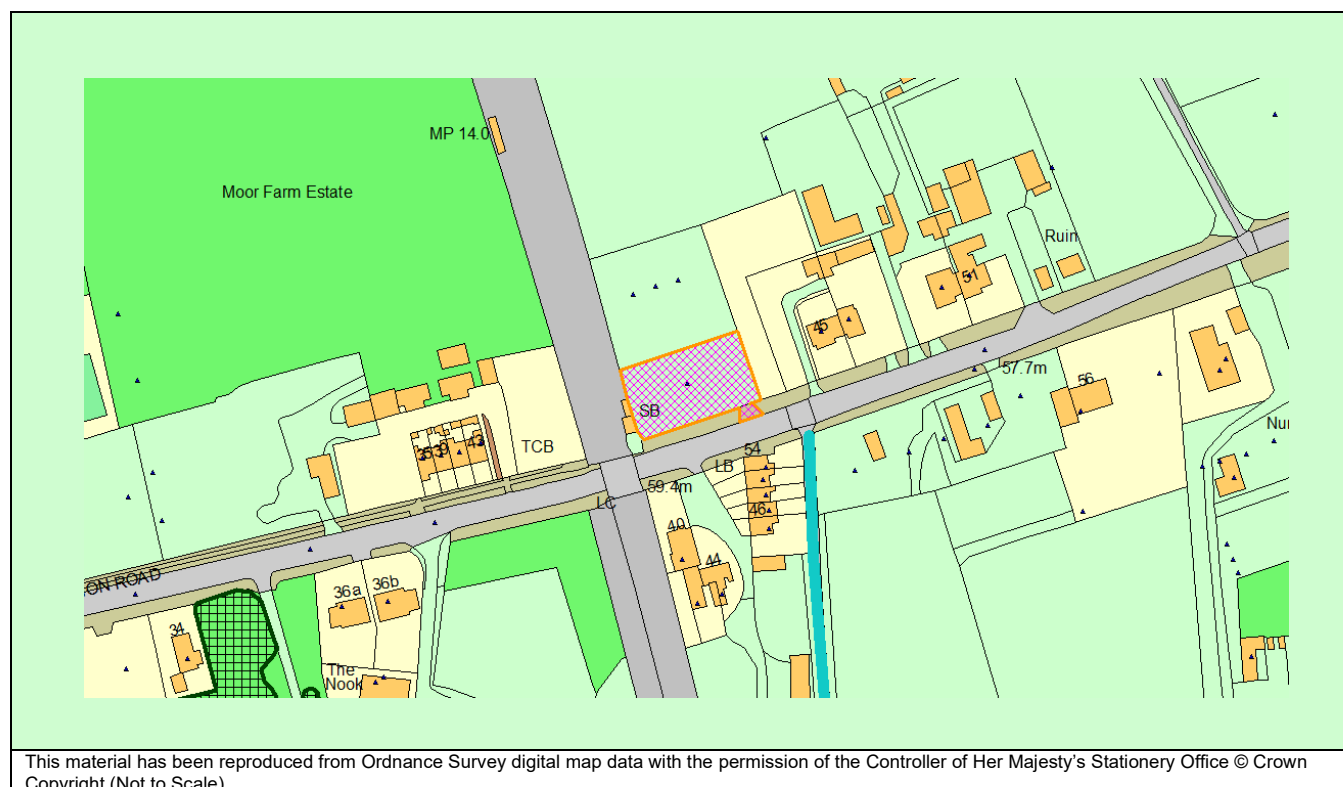 MP 14.0
Moor Farm Estate
Ruin
51
45
57.7m
56
SB
TCB
43
54
LB
59.4m
LC
46
40
44
ON ROAD
36a
36b
34
The
Nook
Nur
This material has been reproduced from Ordnance Survey digital map data with the permission of the Controller of Her Majesty’s Stationery Office © Crown
Copyright (Not to Scale)